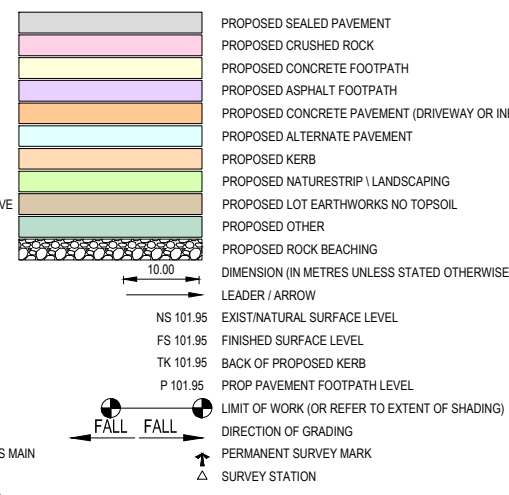 PROPOSED SEALED PAVEMENT
PROPOSED CRUSHED ROCK
PROPOSED CONCRETE FOOTPATH
PROPOSED ASPHALT FOOTPATH
PROPOSED CONCRETE PAVEMENT (DRIVEWAY OR
PROPOSED ALTERNATE PAVEMENT
PROPOSED KERB
PROPOSED NATURESTRIP \ LANDSCAPING
PROPOSED LOT EARTHWORKS NO TOPSOIL
PROPOSED OTHER
PROPOSED ROCK BEACHING
10.00 DIMENSION (IN METRES UNLESS STATED OTHERWISE
LEADER / ARROW
NS 101.95 EXIST/NATURAL SURFACE LEVEL
FS 101.95 FINISHED SURFACE LEVEL
TK 101.95 BACK OF PROPOSED KERB
P 101.95 PROP PAVEMENT FOOTPATH LEVEL
LIMIT OF WORK (OR REFER TO EXTENT OF SHADING)
FALL FALL DIRECTION OF GRADING
MAIN PERMANENT SURVEY MARK
SURVEY STATION